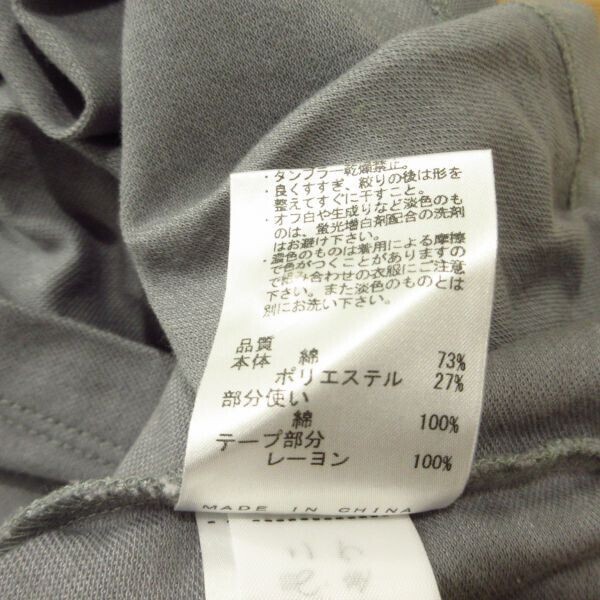 ・タンブラー乾燥禁止。
・良くすすぎ、絞りの後は形を
整えてすぐに干すこと。
・オフ白や生成りなど淡色のも
のは、蛍光増白剤配合の洗剤
はお避け下さい。
・濃色のものは着用による摩擦
で色がつくことがありますの
で組み合わせの衣服にご注意
下さい。また淡色のものとは
別にお洗い下さい。
品質
本体 綿 73%
ポリエステル 27%
部分使い
綿 100%
テープ部分
レーヨン 100%
MADE IN CHINA